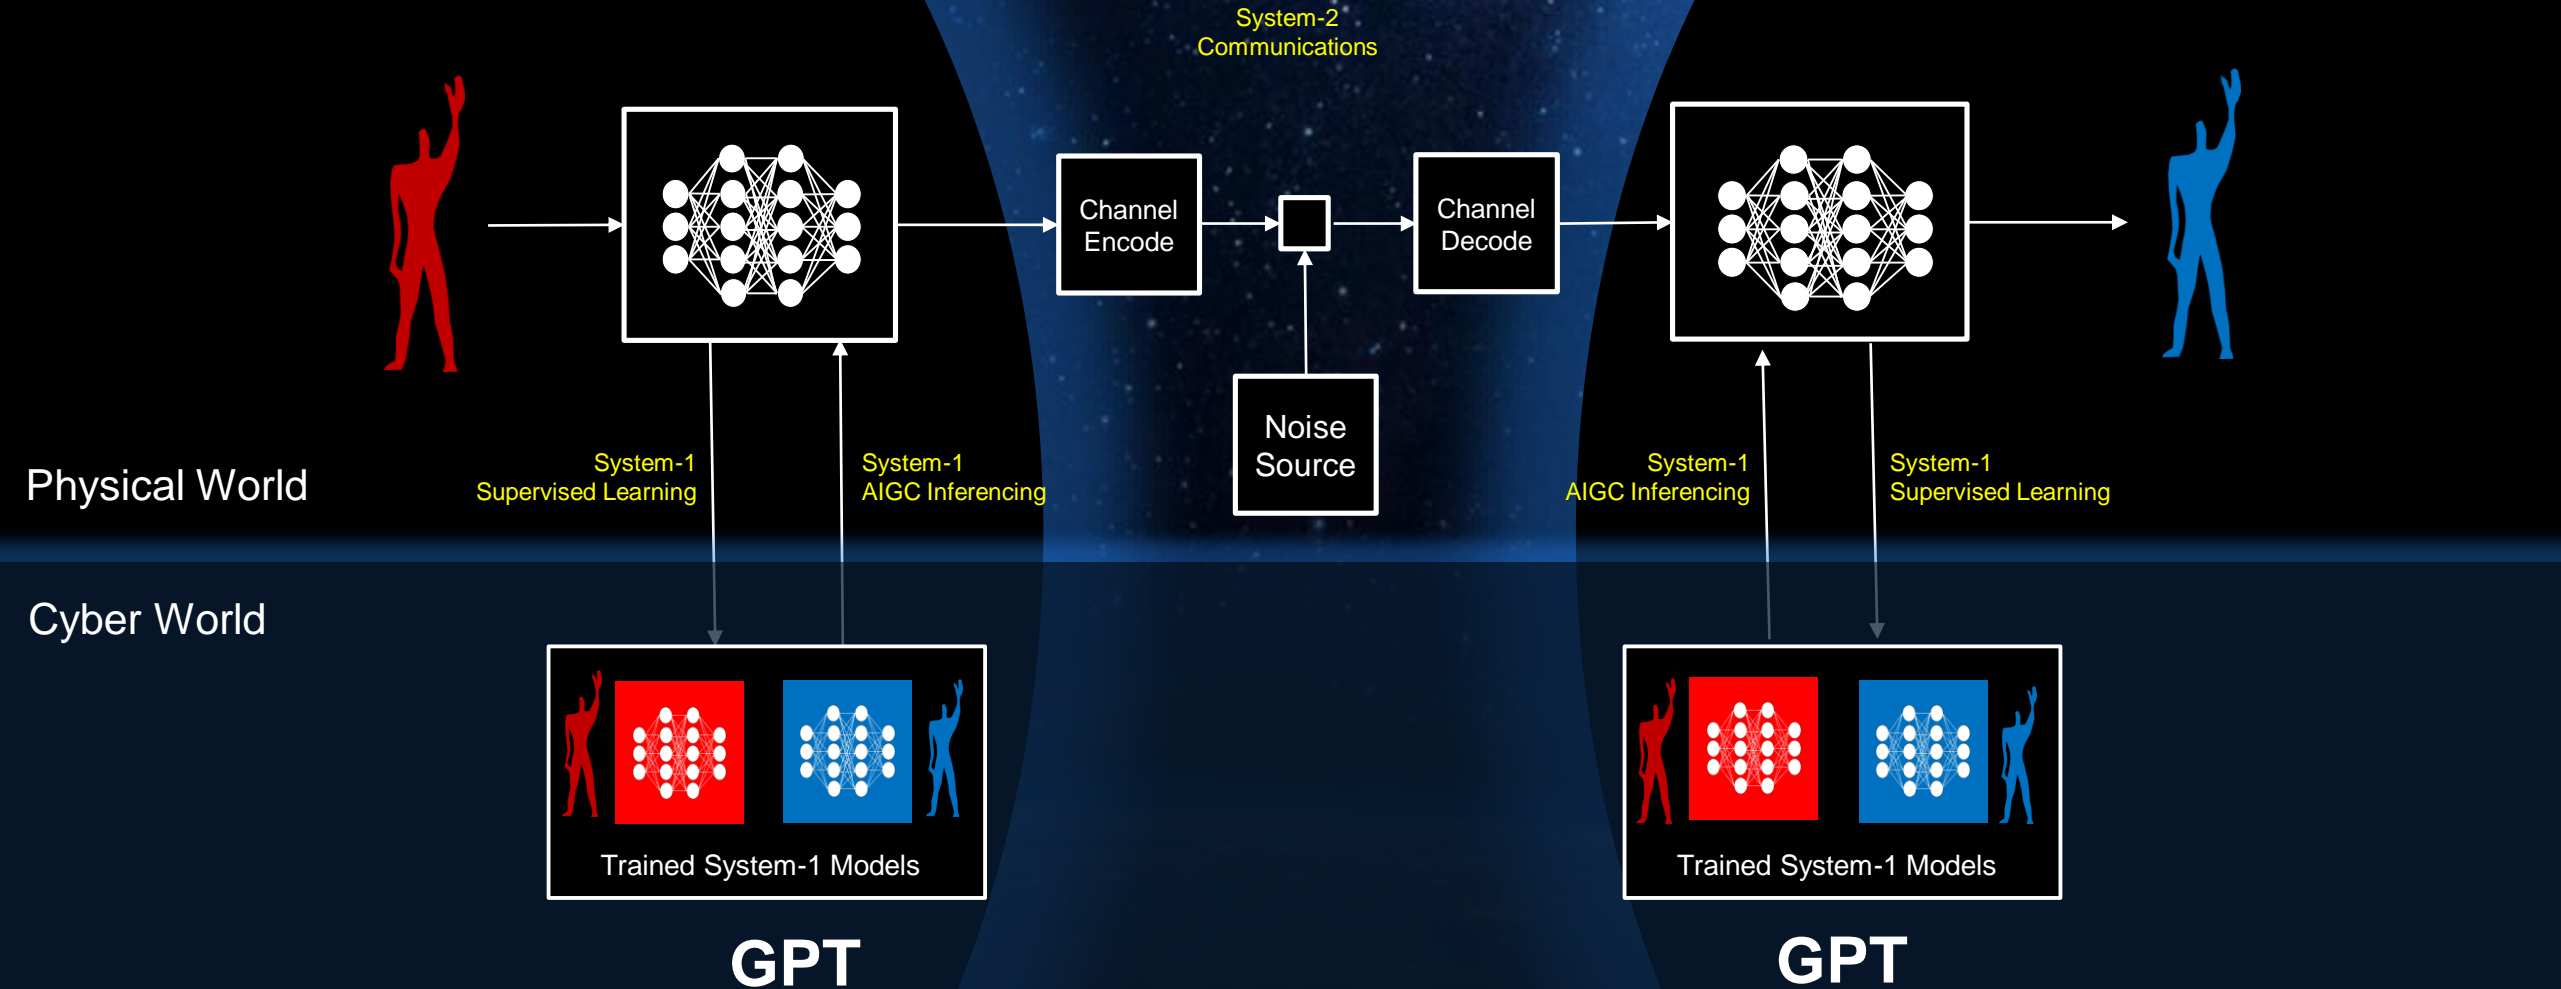 System-2
Communications
Channel
Encode
Channel
Decode
Noise
Source
Physical World
System-1
Supervised Learning
System-1
AIGC Inferencing
System-1
AIGC Inferencing
System-1
Supervised Learning
Cyber World
Trained System-1 Models
Trained System-1 Models
GPT
GPT